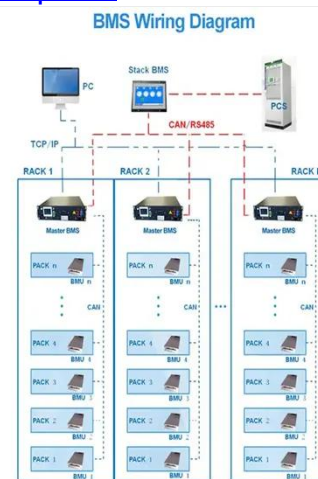 BMS Wiring Diagram
Stack BMS
PC
PCS
CAN/RS485
TCP/IP
RACK 1
RACK 2
RACK
Master BMS
Master BMS
Master BMS
PACK n
BMU n
PACK n
BMU n
PACK n
BMU n
CAN
CAN
CAN
PACK 4
BMU 4
PACK 4
BMU 4
PACK 4
BMU 4
PACK 3
BMU 3
PACK 3
BMU 3
PACK 3
BMU 3
PACK 2
BMU 2
PACK 2
BMU 2
PACK 2
BMU 2
PACK 1
BMU 1
PACK 1
BMU 1
PACK 1
BMU 1